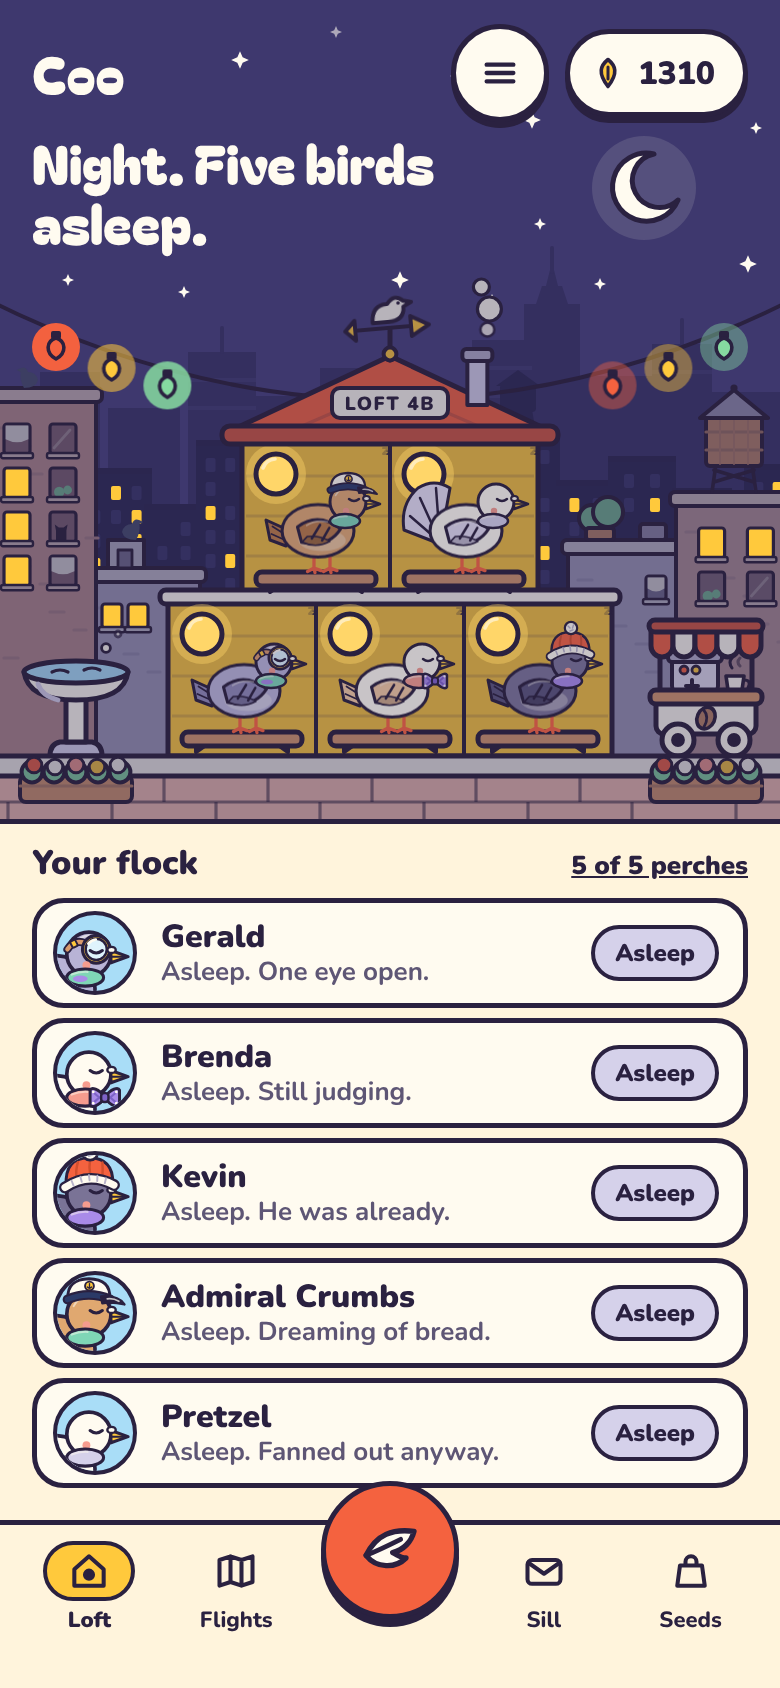 Coo
1310
Night. Five birds
asleep.
LOFT 4B
Your flock
5 of 5 perches
Gerald
Asleep. One eye open.
Asleep
Brenda
Asleep. Still judging.
Asleep
Kevin
Asleep. He was already.
Asleep
Admiral Crumbs
Asleep. Dreaming of bread.
Asleep
Pretzel
Asleep. Fanned out anyway.
Asleep
Loft
Flights
Sill
Seeds